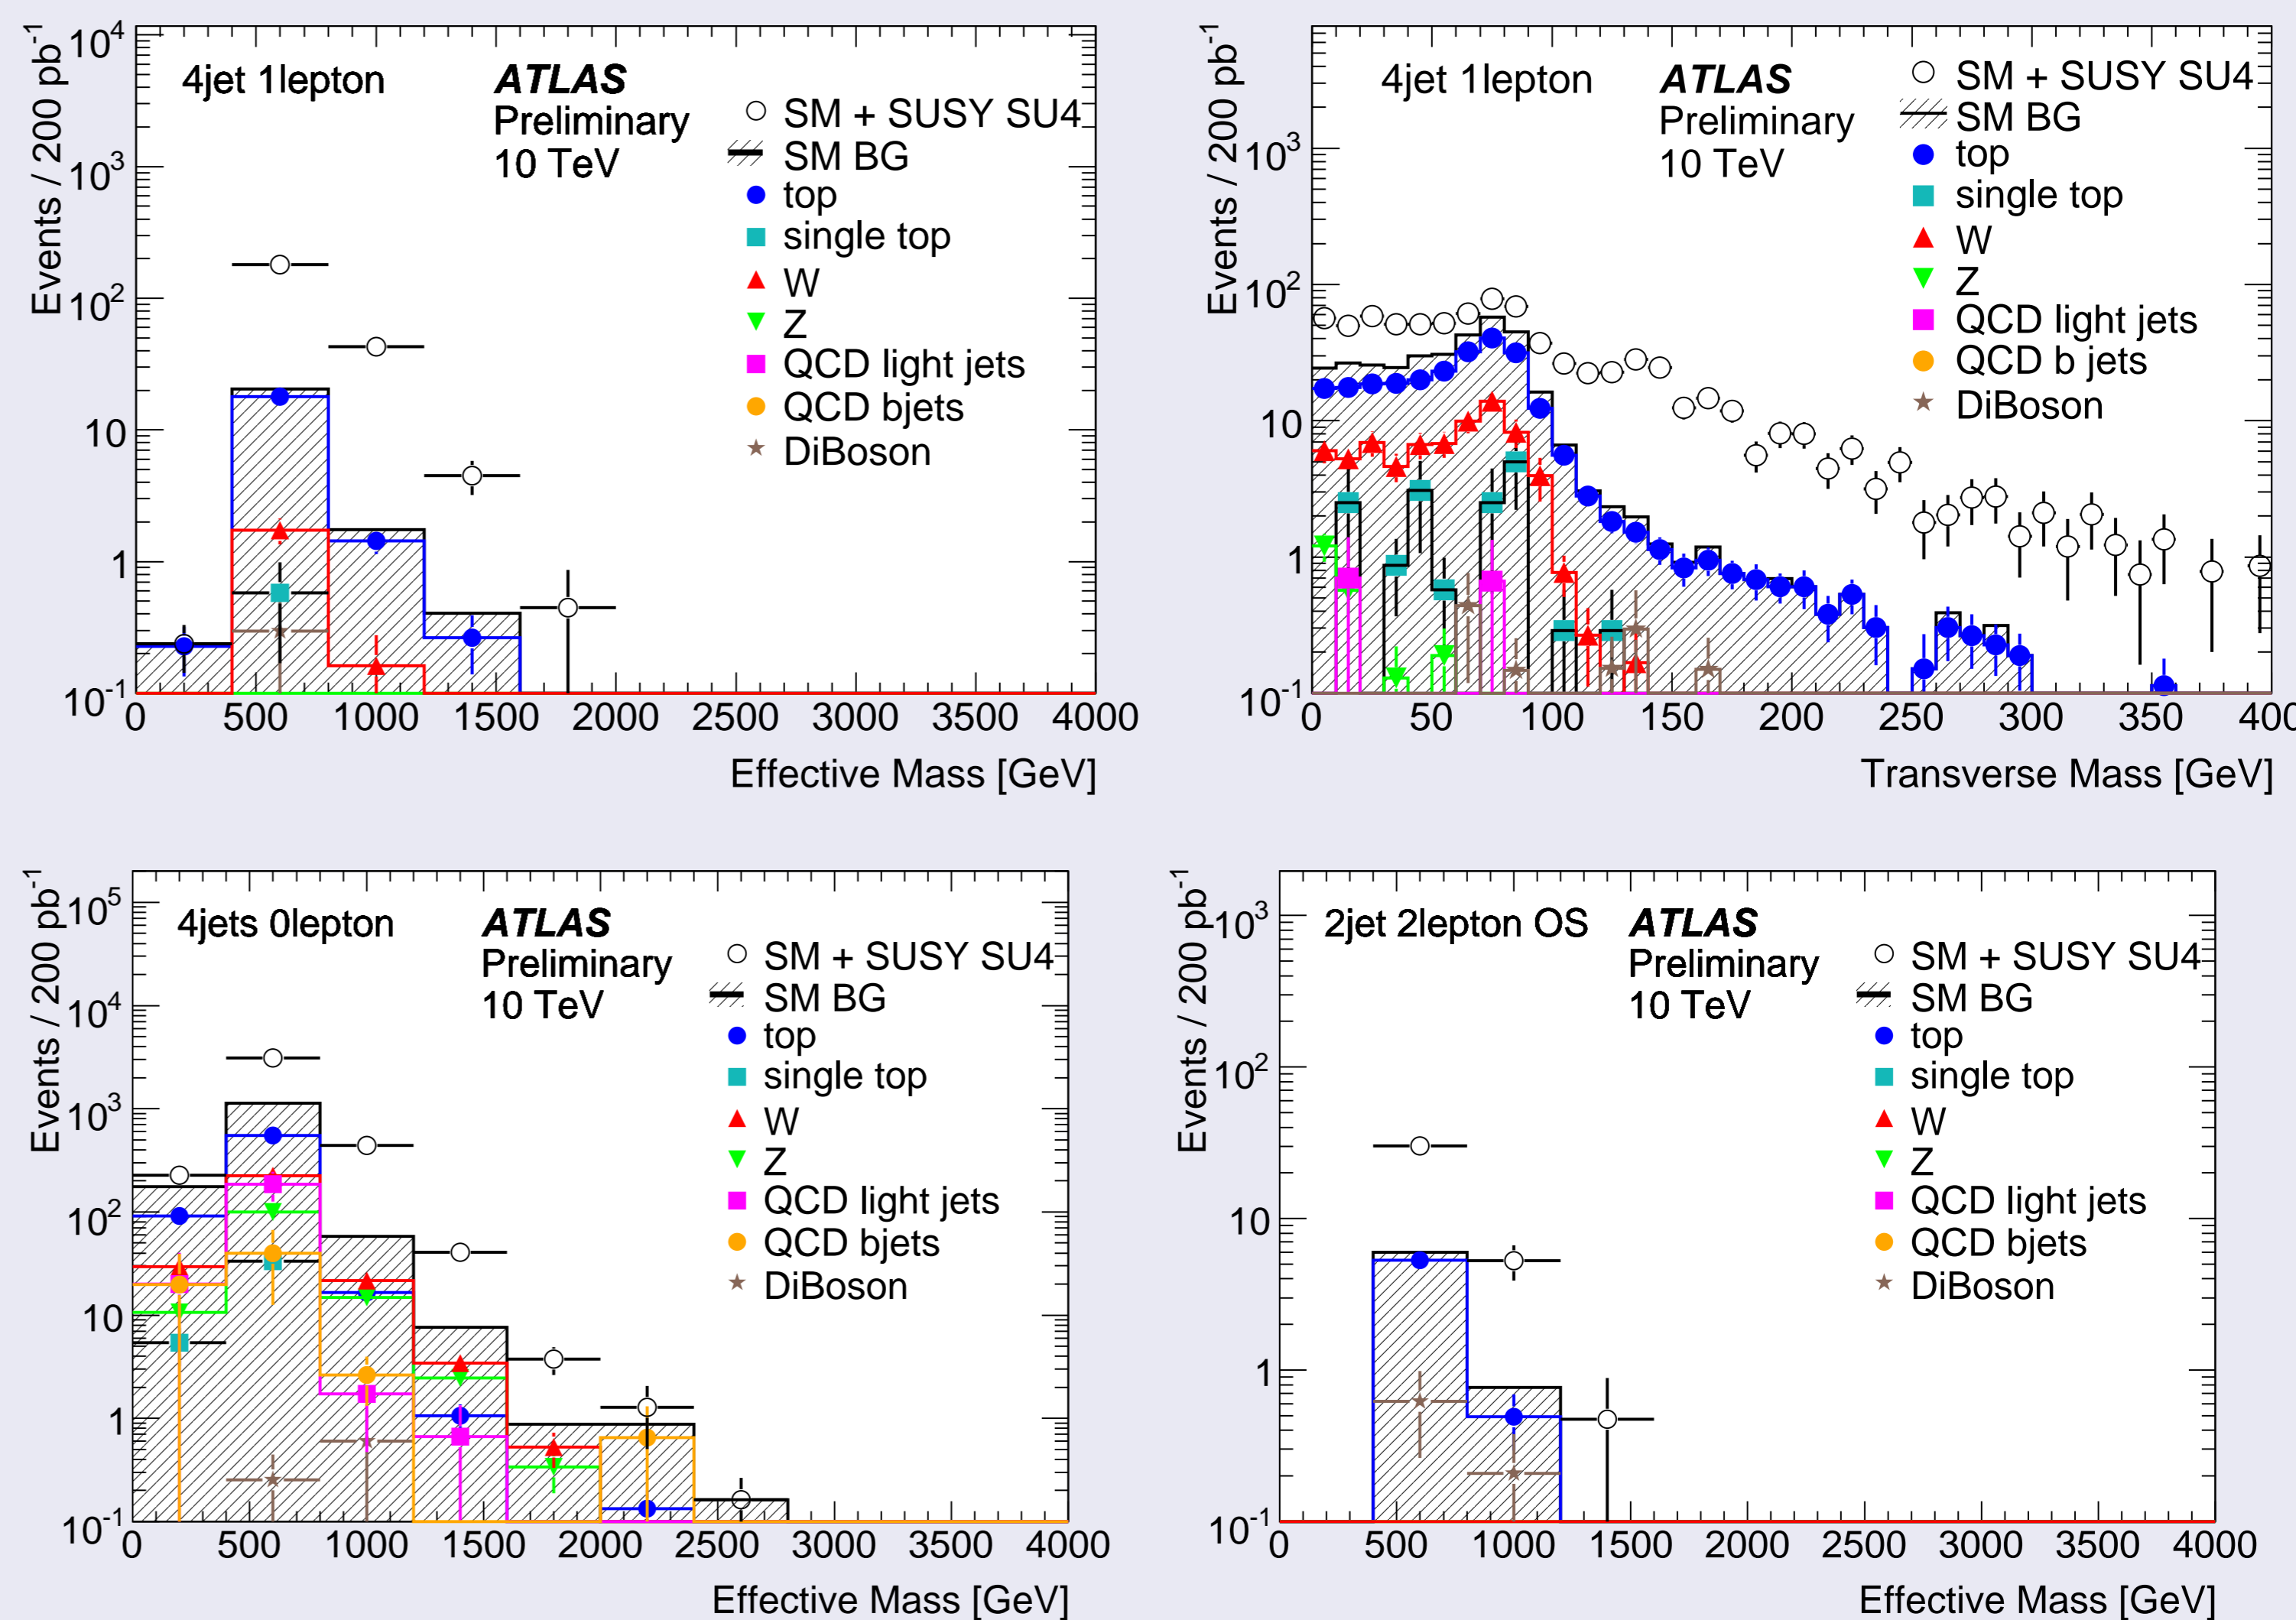 4jet 1lepton
ATLAS
Preliminary
10 TeV
SM + SUSY SU4
SM BG
top
single top
W
Z
QCD light jets
QCD bjets
DiBoson
Events / 200 pb⁻¹
10⁴
10³
10²
10
1
10⁻¹
0 500 1000 1500 2000 2500 3000 3500 4000
Effective Mass [GeV]
4jet 1lepton
ATLAS
Preliminary
10 TeV
SM + SUSY SU4
SM BG
top
single top
W
Z
QCD light jets
QCD b jets
DiBoson
Events / 200 pb⁻¹
10³
10²
10
1
10⁻¹
0 50 100 150 200 250 300 350 400
Transverse Mass [GeV]
4jets 0lepton
ATLAS
Preliminary
10 TeV
SM + SUSY SU4
SM BG
top
single top
W
Z
QCD light jets
QCD bjets
DiBoson
Events / 200 pb⁻¹
10⁵
10⁴
10³
10²
10
1
10⁻¹
0 500 1000 1500 2000 2500 3000 3500 4000
Effective Mass [GeV]
2jet 2lepton OS
ATLAS
Preliminary
10 TeV
SM + SUSY SU4
SM BG
top
single top
W
Z
QCD light jets
QCD bjets
DiBoson
Events / 200 pb⁻¹
10³
10²
10
1
10⁻¹
0 500 1000 1500 2000 2500 3000 3500 4000
Effective Mass [GeV]